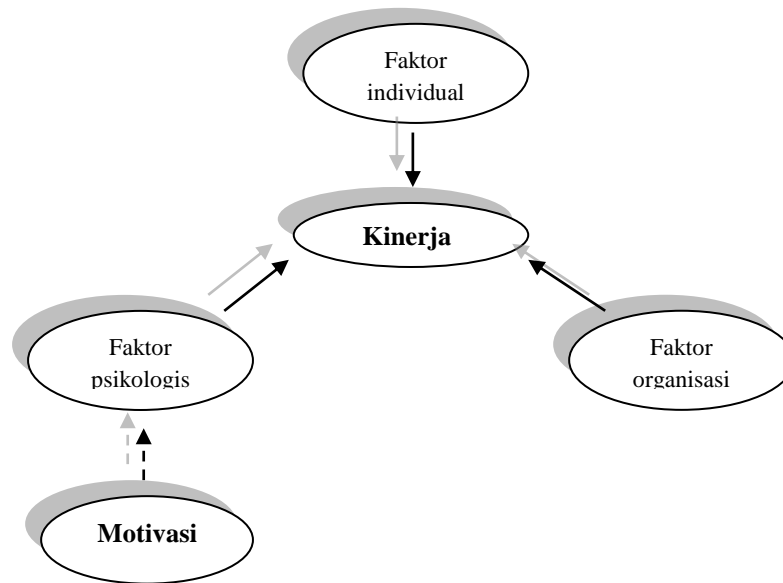 Faktor
individual
Kinerja
Faktor
psikologis
Faktor
organisasi
Motivasi